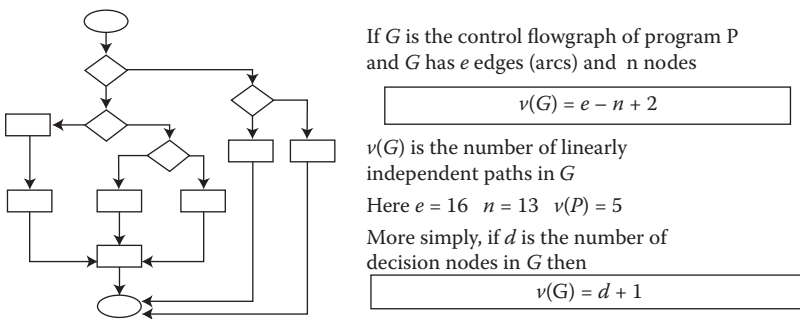 If G is the control flowgraph of program P
and G has e edges (arcs) and n nodes
v(G) = e – n + 2
v(G) is the number of linearly
independent paths in G
Here e = 16 n = 13 v(P) = 5
More simply, if d is the number of
decision nodes in G then
v(G) = d + 1